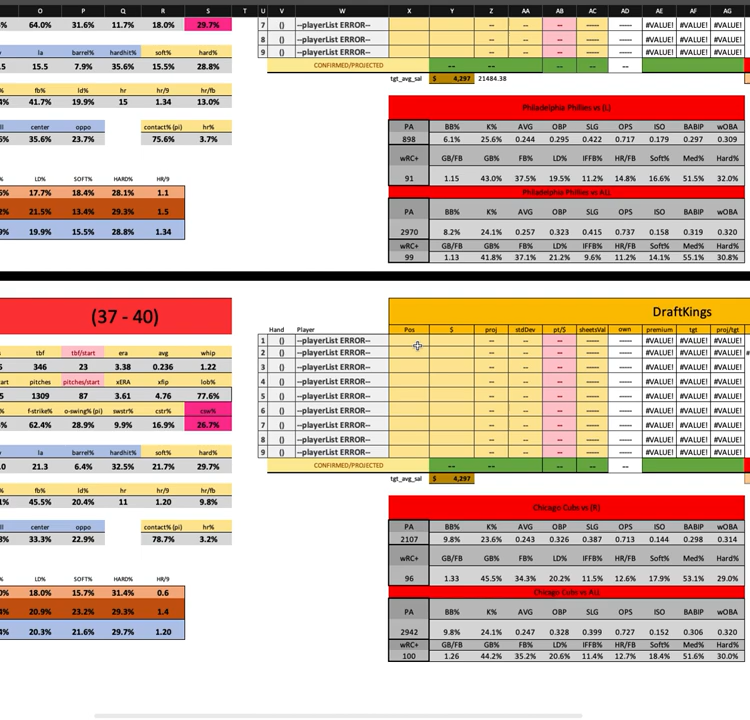 O P Q R S T U V W X Y Z AA AB AC AD AE AF AG
64.0% 31.6% 11.7% 18.0% 29.7% 7 () --playerList ERROR-- -- -- ----- ----- #VALUE! #VALUE! #VALUE!
8 () --playerList ERROR-- -- -- ----- ----- #VALUE! #VALUE! #VALUE!
la barrel% hardhit% soft% hard% 9 () --playerList ERROR-- -- -- ----- ----- #VALUE! #VALUE! #VALUE!
15.5 7.9% 35.6% 15.5% 28.8% CONFIRMED/PROJECTED -- -- -- -- --
tgt_avg_sal $ 4,297 21484.38
fb% ld% hr hr/9 hr/fb
41.7% 19.9% 15 1.34 13.0% Philadelphia Phillies vs (L)
center oppo contact% (pi) hr% PA BB% K% AVG OBP SLG OPS ISO BABIP wOBA
35.6% 23.7% 75.6% 3.7% 898 6.1% 25.6% 0.244 0.295 0.422 0.717 0.179 0.297 0.309
wRC+ GB/FB GB% FB% LD% IFFB% HR/FB Soft% Med% Hard%
LD% SOFT% HARD% HR/9 91 1.15 43.0% 37.5% 19.5% 11.2% 14.8% 16.6% 51.5% 32.0%
17.7% 18.4% 28.1% 1.1 Philadelphia Phillies vs ALL
21.5% 13.4% 29.3% 1.5 PA BB% K% AVG OBP SLG OPS ISO BABIP wOBA
19.9% 15.5% 28.8% 1.34 2970 8.2% 24.1% 0.257 0.323 0.415 0.737 0.158 0.319 0.320
wRC+ GB/FB GB% FB% LD% IFFB% HR/FB Soft% Med% Hard%
99 1.13 41.8% 37.1% 21.2% 9.6% 11.2% 14.1% 55.1% 30.8%
(37 - 40) DraftKings
Hand Player Pos $ proj stdDev pt/$ sheetsVal own premium tgt proj/tgt
tbf tbf/start era avg whip 1 () --playerList ERROR-- -- -- ----- ----- #VALUE! #VALUE! #VALUE!
346 23 3.38 0.236 1.22 2 () --playerList ERROR-- -- -- ----- ----- #VALUE! #VALUE! #VALUE!
pitches pitches/start xERA xfip lob% 3 () --playerList ERROR-- -- -- ----- ----- #VALUE! #VALUE! #VALUE!
1309 87 3.61 4.76 77.6% 4 () --playerList ERROR-- -- -- ----- ----- #VALUE! #VALUE! #VALUE!
f-strike% o-swing% (pi) swstr% cstr% csw% 5 () --playerList ERROR-- -- -- ----- ----- #VALUE! #VALUE! #VALUE!
62.4% 28.9% 9.9% 16.9% 26.7% 6 () --playerList ERROR-- -- -- ----- ----- #VALUE! #VALUE! #VALUE!
7 () --playerList ERROR-- -- -- ----- ----- #VALUE! #VALUE! #VALUE!
8 () --playerList ERROR-- -- -- ----- ----- #VALUE! #VALUE! #VALUE!
la barrel% hardhit% soft% hard% 9 () --playerList ERROR-- -- -- ----- ----- #VALUE! #VALUE! #VALUE!
21.3 6.4% 32.5% 21.7% 29.7% CONFIRMED/PROJECTED -- -- -- -- --
tgt_avg_sal $ 4,297
fb% ld% hr hr/9 hr/fb
45.5% 20.4% 11 1.20 9.8% Chicago Cubs vs (R)
center oppo contact% (pi) hr% PA BB% K% AVG OBP SLG OPS ISO BABIP wOBA
33.3% 22.9% 78.7% 3.2% 2107 9.8% 23.6% 0.243 0.326 0.387 0.713 0.144 0.298 0.314
wRC+ GB/FB GB% FB% LD% IFFB% HR/FB Soft% Med% Hard%
LD% SOFT% HARD% HR/9 96 1.33 45.5% 34.3% 20.2% 11.5% 12.6% 17.9% 53.1% 29.0%
18.0% 15.7% 31.4% 0.6 Chicago Cubs vs ALL
20.9% 23.2% 29.3% 1.4 PA BB% K% AVG OBP SLG OPS ISO BABIP wOBA
20.3% 21.6% 29.7% 1.20 2942 9.8% 24.1% 0.247 0.328 0.399 0.727 0.152 0.306 0.320
wRC+ GB/FB GB% FB% LD% IFFB% HR/FB Soft% Med% Hard%
100 1.26 44.2% 35.2% 20.6% 11.4% 12.7% 18.4% 51.6% 30.0%